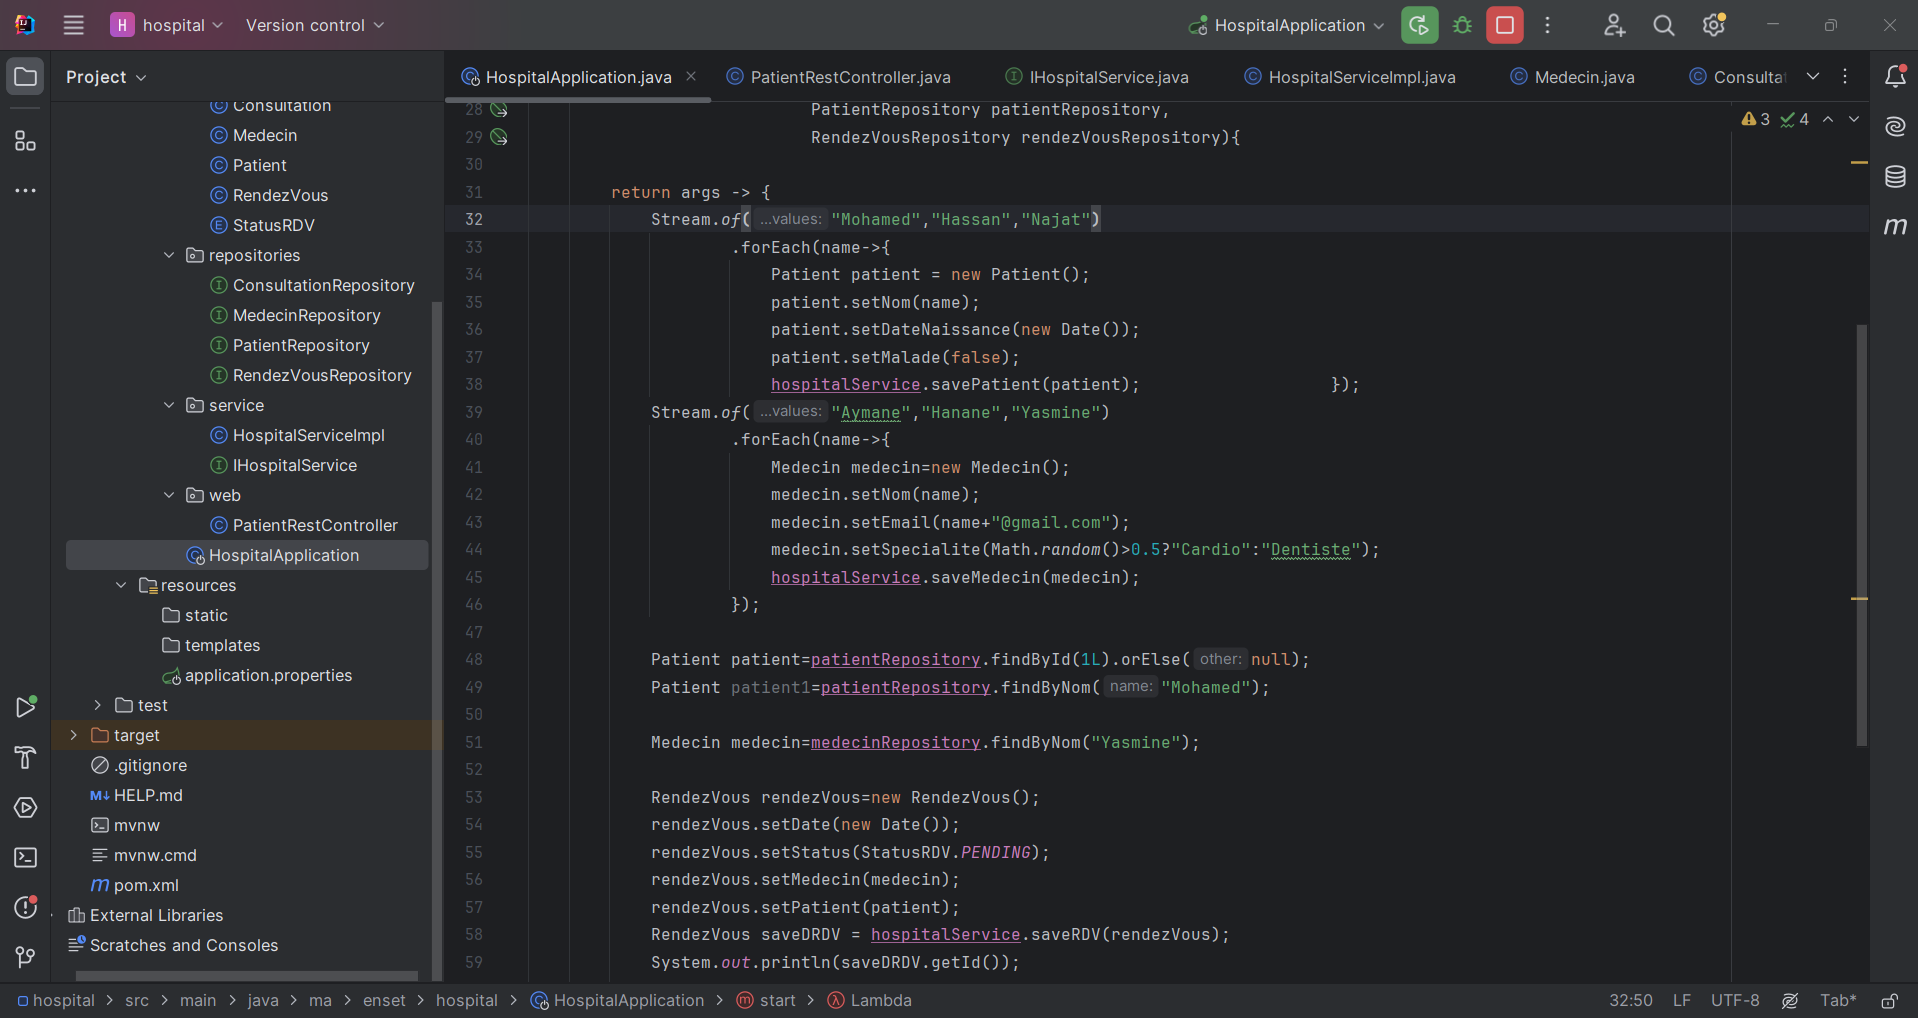 H hospital Version control HospitalApplication
Project
Consultation
Medecin
Patient
RendezVous
StatusRDV
repositories
ConsultationRepository
MedecinRepository
PatientRepository
RendezVousRepository
service
HospitalServiceImpl
IHospitalService
web
PatientRestController
HospitalApplication
resources
static
templates
application.properties
test
target
.gitignore
HELP.md
mvnw
mvnw.cmd
pom.xml
External Libraries
Scratches and Consoles
HospitalApplication.java PatientRestController.java IHospitalService.java HospitalServiceImpl.java Medecin.java Consulta
3 4
28 PatientRepository patientRepository,
29 RendezVousRepository rendezVousRepository){
30
31 return args -> {
32 Stream.of( ...values: "Mohamed","Hassan","Najat")
33 .forEach(name->{
34 Patient patient = new Patient();
35 patient.setNom(name);
36 patient.setDateNaissance(new Date());
37 patient.setMalade(false);
38 hospitalService.savePatient(patient); });
39 Stream.of( ...values: "Aymane","Hanane","Yasmine")
40 .forEach(name->{
41 Medecin medecin=new Medecin();
42 medecin.setNom(name);
43 medecin.setEmail(name+"@gmail.com");
44 medecin.setSpecialite(Math.random()>0.5?"Cardio":"Dentiste");
45 hospitalService.saveMedecin(medecin);
46 });
47
48 Patient patient=patientRepository.findById(1L).orElse( other: null);
49 Patient patient1=patientRepository.findByNom( name: "Mohamed");
50
51 Medecin medecin=medecinRepository.findByNom("Yasmine");
52
53 RendezVous rendezVous=new RendezVous();
54 rendezVous.setDate(new Date());
55 rendezVous.setStatus(StatusRDV.PENDING);
56 rendezVous.setMedecin(medecin);
57 rendezVous.setPatient(patient);
58 RendezVous saveDRDV = hospitalService.saveRDV(rendezVous);
59 System.out.println(saveDRDV.getId());
hospital > src > main > java > ma > enset > hospital > HospitalApplication > start > Lambda 32:50 LF UTF-8 Tab*